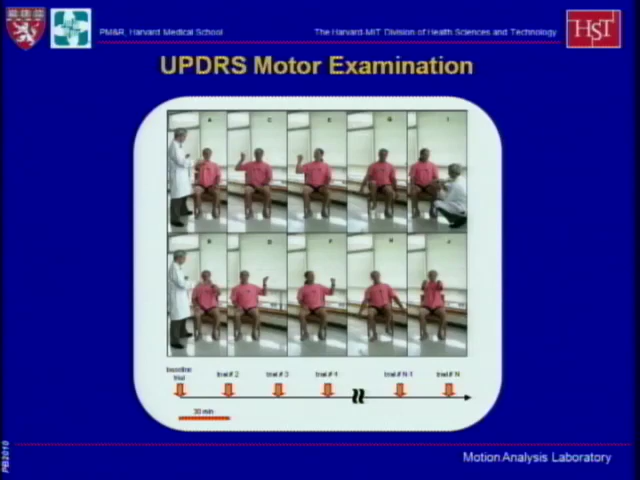 PM&R, Harvard Medical School
The Harvard-MIT Division of Health Sciences and Technology
HST
UPDRS Motor Examination
A C E G I
B D F H J
baseline
trial
trial # 2
trial # 3
trial # 4
trial # N-1
trial # N
30 min
Motion Analysis Laboratory
PB2010